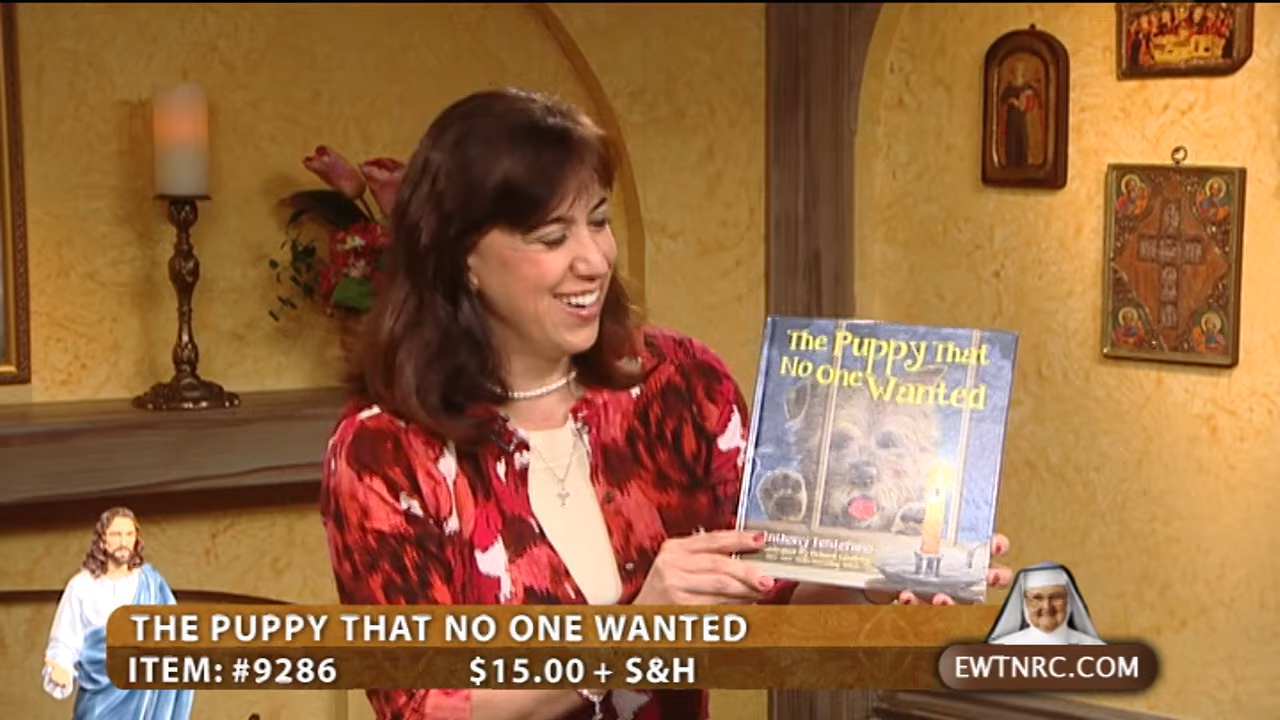 The Puppy That
No One Wanted
THE PUPPY THAT NO ONE WANTED
ITEM: #9286 $15.00 + S&H
EWTNRC.COM